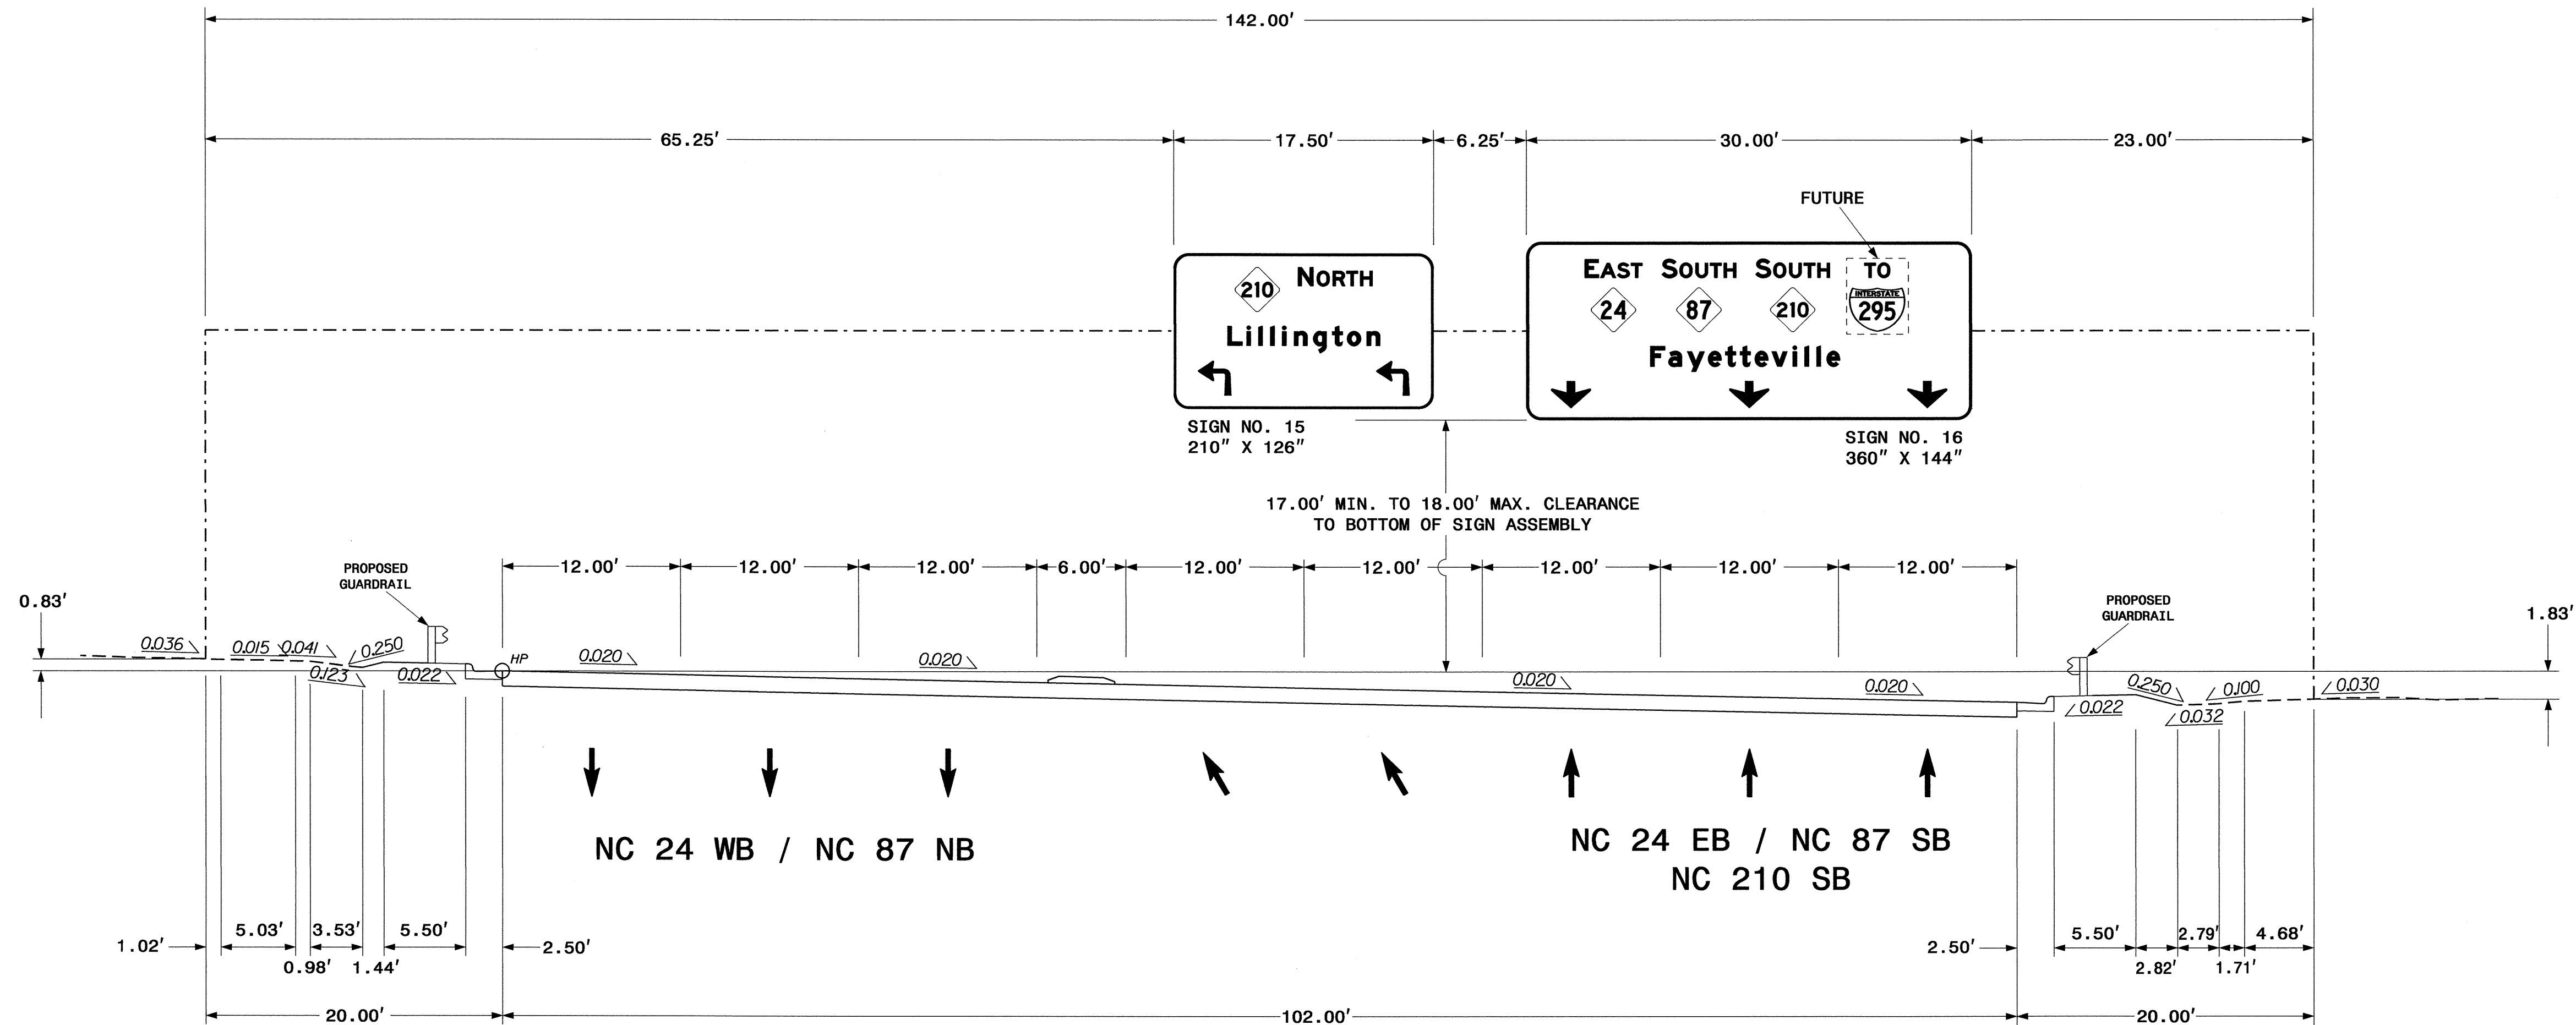 142.00'
65.25' 17.50' 6.25' 30.00' 23.00'
FUTURE
210 NORTH
Lillington
EAST SOUTH SOUTH TO
24 87 210 INTERSTATE 295
Fayetteville
SIGN NO. 15
210" X 126"
SIGN NO. 16
360" X 144"
17.00' MIN. TO 18.00' MAX. CLEARANCE
TO BOTTOM OF SIGN ASSEMBLY
PROPOSED
GUARDRAIL
12.00' 12.00' 12.00' 6.00' 12.00' 12.00' 12.00' 12.00' 12.00'
PROPOSED
GUARDRAIL
0.83'
1.83'
0.036 0.015 0.041 0.250 HP 0.020 0.020 0.020 0.020 0.250 0.100 0.030
0.123 0.022 0.022 0.032
NC 24 WB / NC 87 NB
NC 24 EB / NC 87 SB
NC 210 SB
1.02' 5.03' 3.53' 5.50' 2.50' 2.50' 5.50' 2.79' 4.68'
0.98' 1.44' 2.82' 1.71'
20.00' 102.00' 20.00'